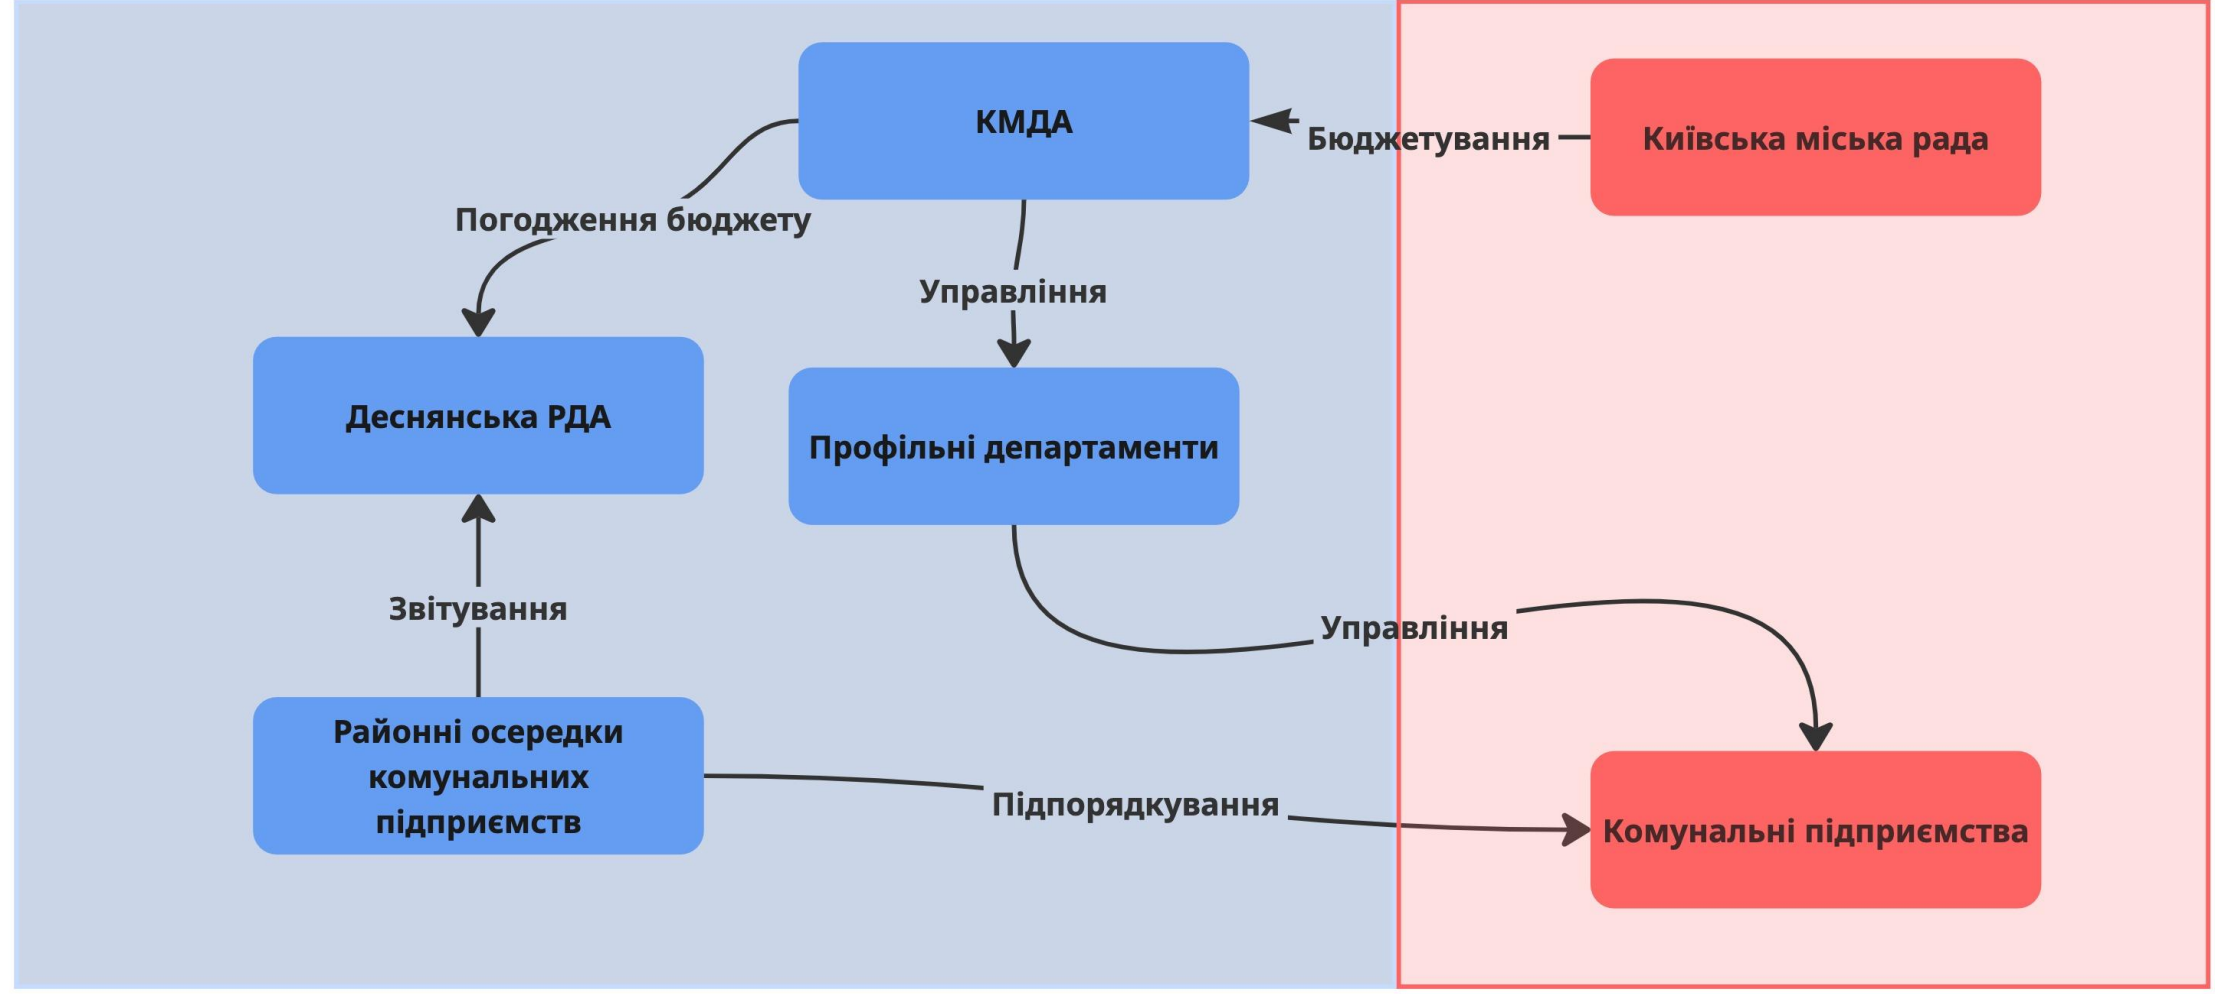 КМДА
Бюджетування
Київська міська рада
Погодження бюджету
Управління
Деснянська РДА
Профільні департаменти
Звітування
Управління
Районні осередки
комунальних
підприємств
Підпорядкування
Комунальні підприємства